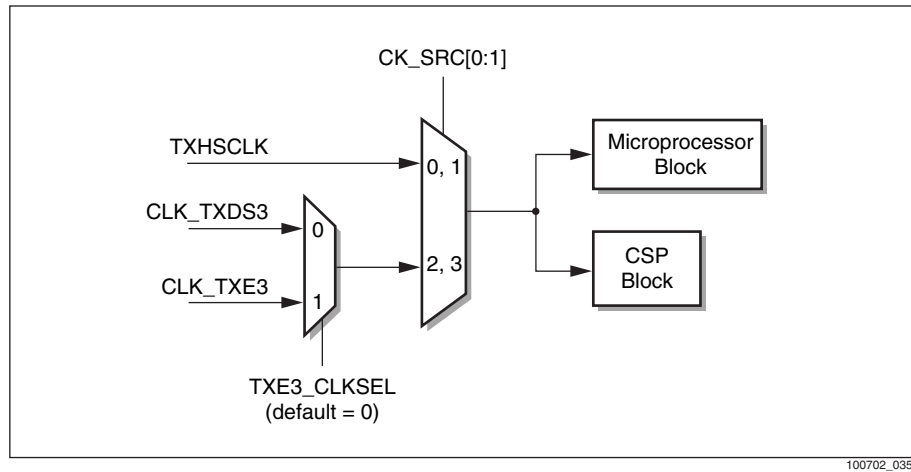 CK_SRC[0:1]
TXHSCLK
0, 1
Microprocessor
Block
CLK_TXDS3
0
CLK_TXE3
1
2, 3
CSP
Block
TXE3_CLKSEL
(default = 0)
100702_035